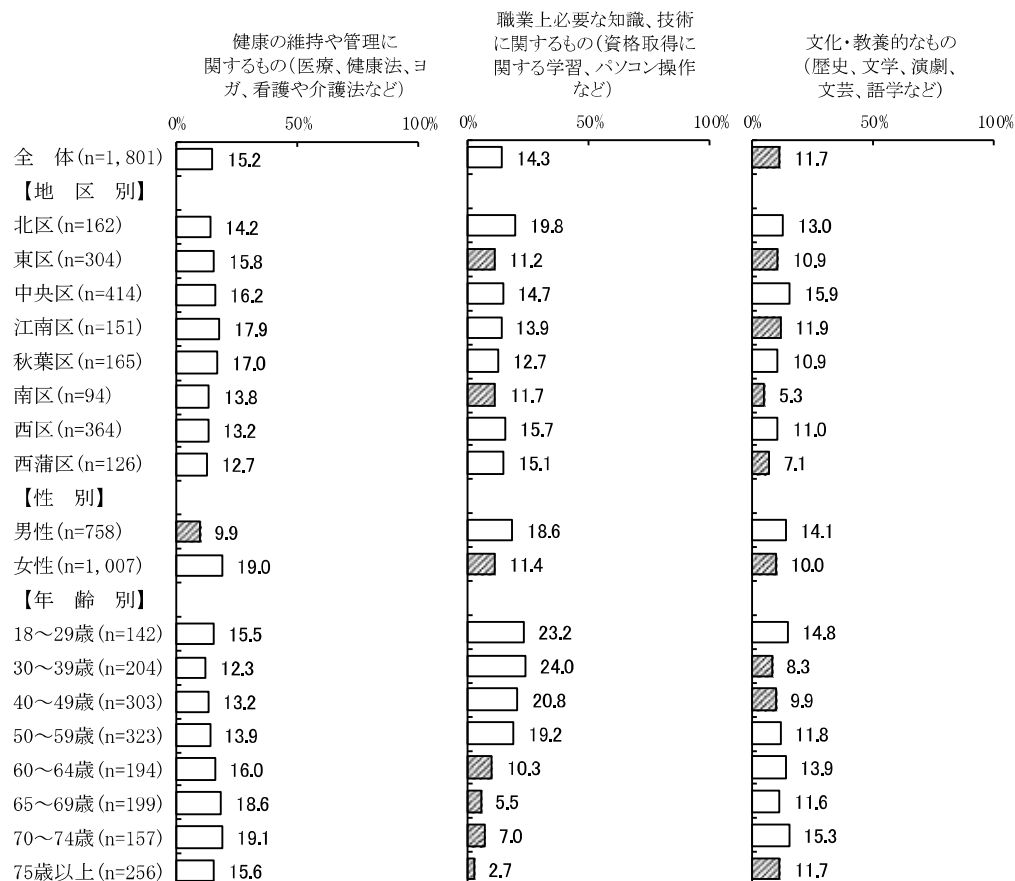 健康の維持や管理に
関するもの(医療、健康法、ヨ
ガ、看護や介護法など)
職業上必要な知識、技術
に関するもの(資格取得に
関する学習、パソコン操作
など)
文化・教養的なもの
(歴史、文学、演劇、
文芸、語学など)
0% 50% 100% 0% 50% 100% 0% 50% 100%
全 体(n=1,801) 15.2 14.3 11.7
【地 区 別】
北区(n=162) 14.2 19.8 13.0
東区(n=304) 15.8 11.2 10.9
中央区(n=414) 16.2 14.7 15.9
江南区(n=151) 17.9 13.9 11.9
秋葉区(n=165) 17.0 12.7 10.9
南区(n=94) 13.8 11.7 5.3
西区(n=364) 13.2 15.7 11.0
西蒲区(n=126) 12.7 15.1 7.1
【性 別】
男性(n=758) 9.9 18.6 14.1
女性(n=1,007) 19.0 11.4 10.0
【年 齢 別】
18～29歳(n=142) 15.5 23.2 14.8
30～39歳(n=204) 12.3 24.0 8.3
40～49歳(n=303) 13.2 20.8 9.9
50～59歳(n=323) 13.9 19.2 11.8
60～64歳(n=194) 16.0 10.3 13.9
65～69歳(n=199) 18.6 5.5 11.6
70～74歳(n=157) 19.1 7.0 15.3
75歳以上(n=256) 15.6 2.7 11.7